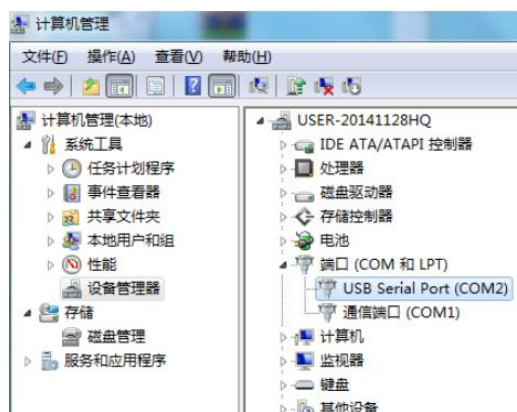 计算机管理
文件(F) 操作(A) 查看(V) 帮助(H)
计算机管理(本地)
系统工具
任务计划程序
事件查看器
共享文件夹
本地用户和组
性能
设备管理器
存储
磁盘管理
服务和应用程序
USER-20141128HQ
IDE ATA/ATAPI 控制器
处理器
磁盘驱动器
存储控制器
电池
端口 (COM 和 LPT)
USB Serial Port (COM2)
通信端口 (COM1)
计算机
监视器
键盘
其他设备